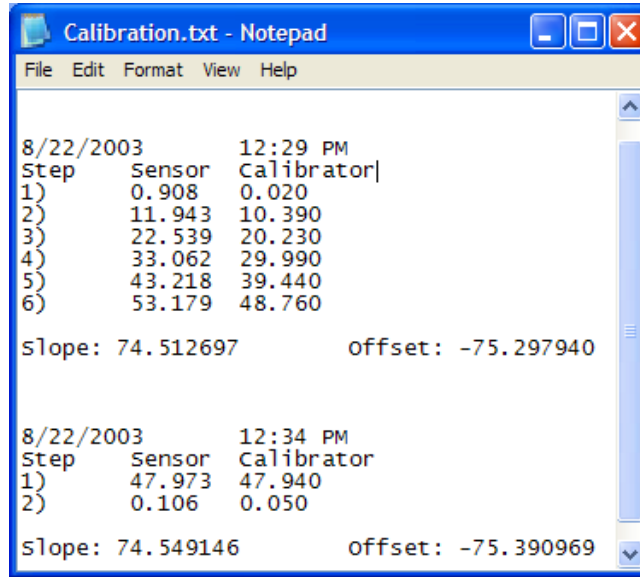 Calibration.txt - Notepad
File Edit Format View Help
8/22/2003 12:29 PM
Step Sensor Calibrator
1) 0.908 0.020
2) 11.943 10.390
3) 22.539 20.230
4) 33.062 29.990
5) 43.218 39.440
6) 53.179 48.760
Slope: 74.512697 Offset: -75.297940
8/22/2003 12:34 PM
Step Sensor Calibrator
1) 47.973 47.940
2) 0.106 0.050
Slope: 74.549146 Offset: -75.390969